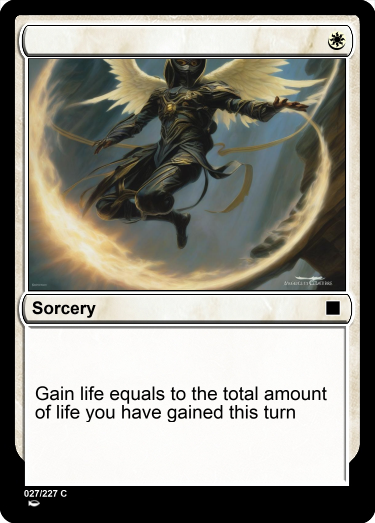 Sorcery
Gain life equals to the total amount
of life you have gained this turn
027/227 C